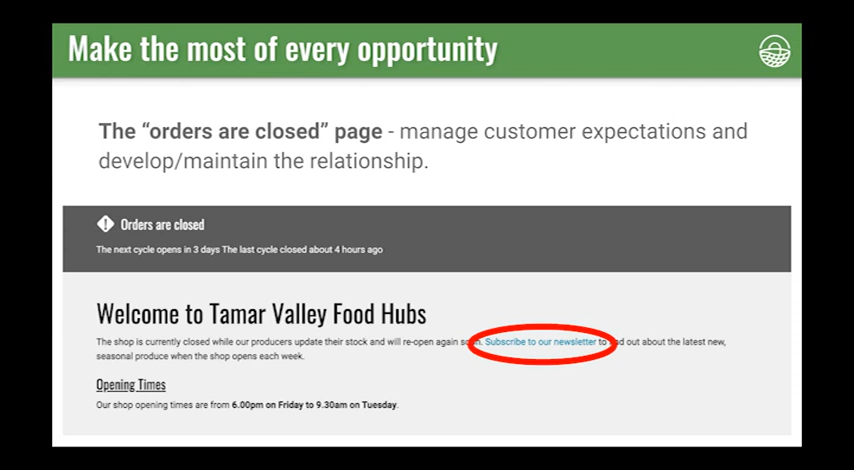 Make the most of every opportunity
The “orders are closed” page - manage customer expectations and
develop/maintain the relationship.
Orders are closed
The next cycle opens in 3 days The last cycle closed about 4 hours ago
Welcome to Tamar Valley Food Hubs
The shop is currently closed while our producers update their stock and will re-open again soon. Subscribe to our newsletter to find out about the latest new,
seasonal produce when the shop opens each week.
Opening Times
Our shop opening times are from 6.00pm on Friday to 9.30am on Tuesday.